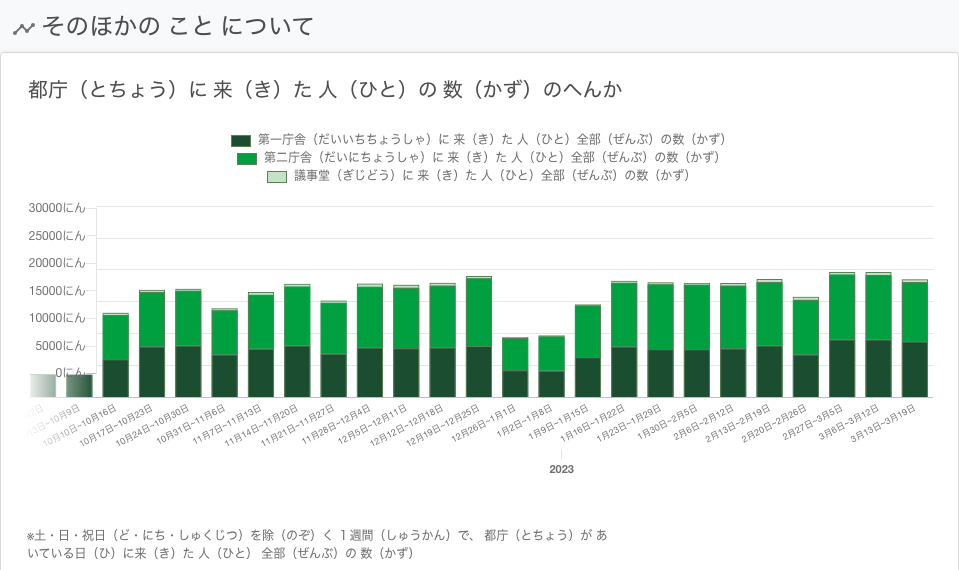 そのほかの こと について
都庁（とちょう）に 来（き）た 人（ひと）の 数（かず）のへんか
第一庁舎（だいいちちょうしゃ）に 来（き）た 人（ひと）全部（ぜんぶ）の数（かず）
第二庁舎（だいにちょうしゃ）に 来（き）た 人（ひと）全部（ぜんぶ）の数（かず）
議事堂（ぎじどう）に 来（き）た 人（ひと）全部（ぜんぶ）の数（かず）
30000にん
25000にん
20000にん
15000にん
10000にん
5000にん
0にん
10月10日~10月16日
10月17日~10月23日
10月24日~10月30日
10月31日~11月6日
11月7日~11月13日
11月14日~11月20日
11月21日~11月27日
11月28日~12月4日
12月5日~12月11日
12月12日~12月18日
12月19日~12月25日
12月26日~1月1日
1月2日~1月8日
1月9日~1月15日
1月16日~1月22日
1月23日~1月29日
1月30日~2月5日
2月6日~2月12日
2月13日~2月19日
2月20日~2月26日
2月27日~3月5日
3月6日~3月12日
3月13日~3月19日
2023
※土・日・祝日（ど・にち・しゅくじつ）を除（のぞ）く １週間（しゅうかん）で、 都庁（とちょう）が あ
いている日（ひ）に来（き）た 人（ひと） 全部（ぜんぶ）の 数（かず）